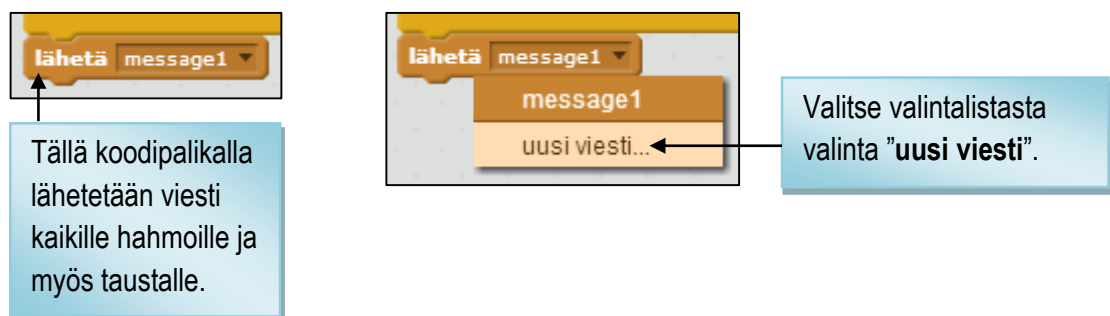 lähetä message1
Tällä koodipalikalla
lähetetään viesti
kaikille hahmoille ja
myös taustalle.
lähetä message1
message1
uusi viesti...
Valitse valintalistasta
valinta ”uusi viesti”.